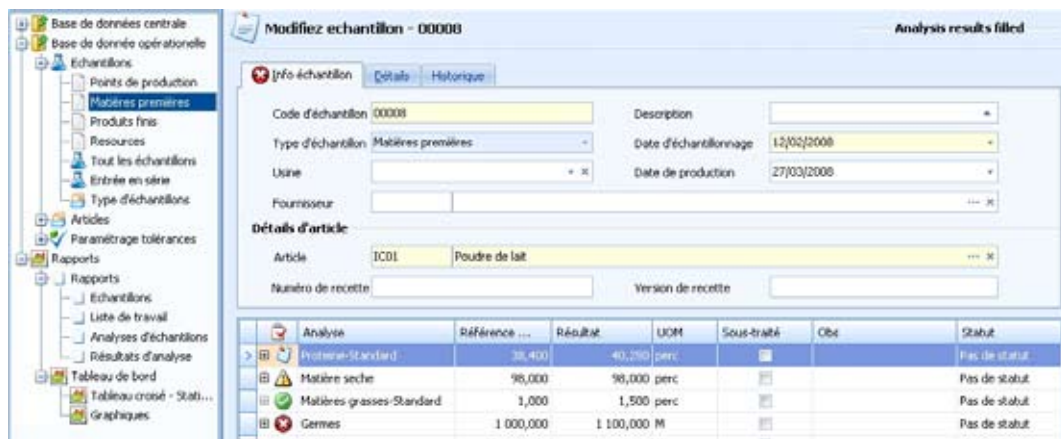 Base de données centrale
Base de donnée opérationelle
Echantillons
Points de production
Matières premières
Produits finis
Resources
Tout les échantillons
Entrée en série
Type d'échantillons
Articles
Paramétrage tolérances
Rapports
Rapports
Echantillons
Liste de travail
Analyses d'échantilons
Résultats d'analyse
Tableau de bord
Tableau croisé - Stati...
Graphiques
Modifiez echantillon - 00008
Analysis results filled
Info échantillon Détails Historique
Code d'échantillon 00008 Description
Type d'échantillon Matières premières Date d'échantillonnage 12/02/2008
Usine Date de production 27/03/2008
Fournisseur
Détails d'article
Article IC01 Poudre de lait
Numéro de recette Version de recette
Analyse Référence ... Résultat UOM Sous-traité Obs Statut
Proteine-Standard 38,400 40,250 perc Pas de statut
Matière seche 98,000 98,000 perc Pas de statut
Matières grasses-Standard 1,000 1,500 perc Pas de statut
Germes 1 000,000 1 100,000 M Pas de statut